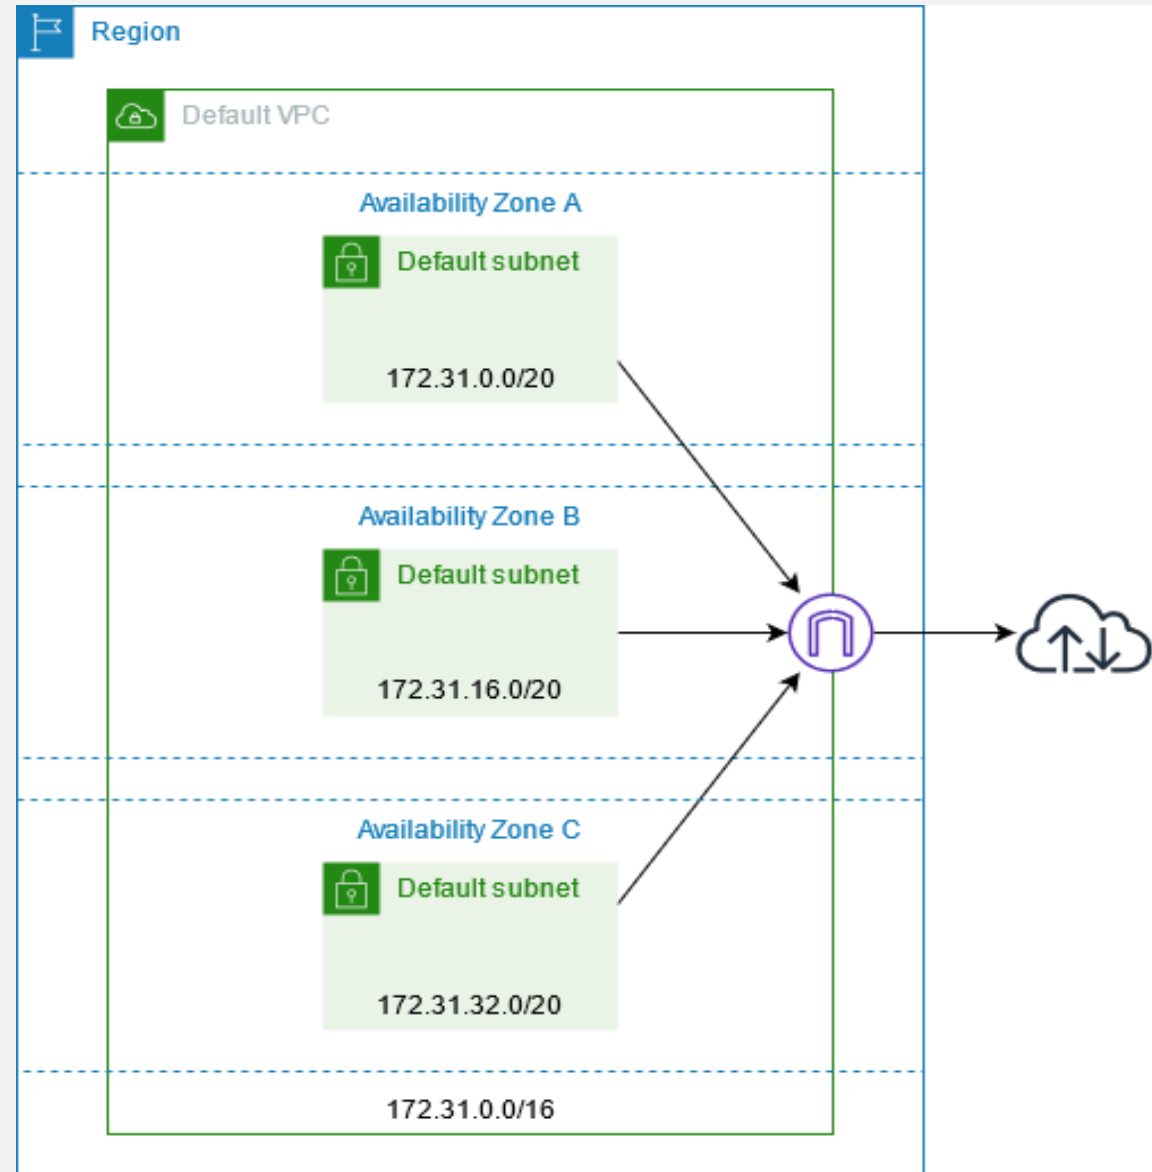 Region
Default VPC
Availability Zone A
Default subnet
172.31.0.0/20
Availability Zone B
Default subnet
172.31.16.0/20
Availability Zone C
Default subnet
172.31.32.0/20
172.31.0.0/16